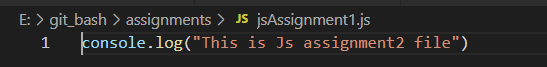 E: > git_bash > assignments > JS jsAssignment1.js
1 console.log("This is Js assignment2 file")